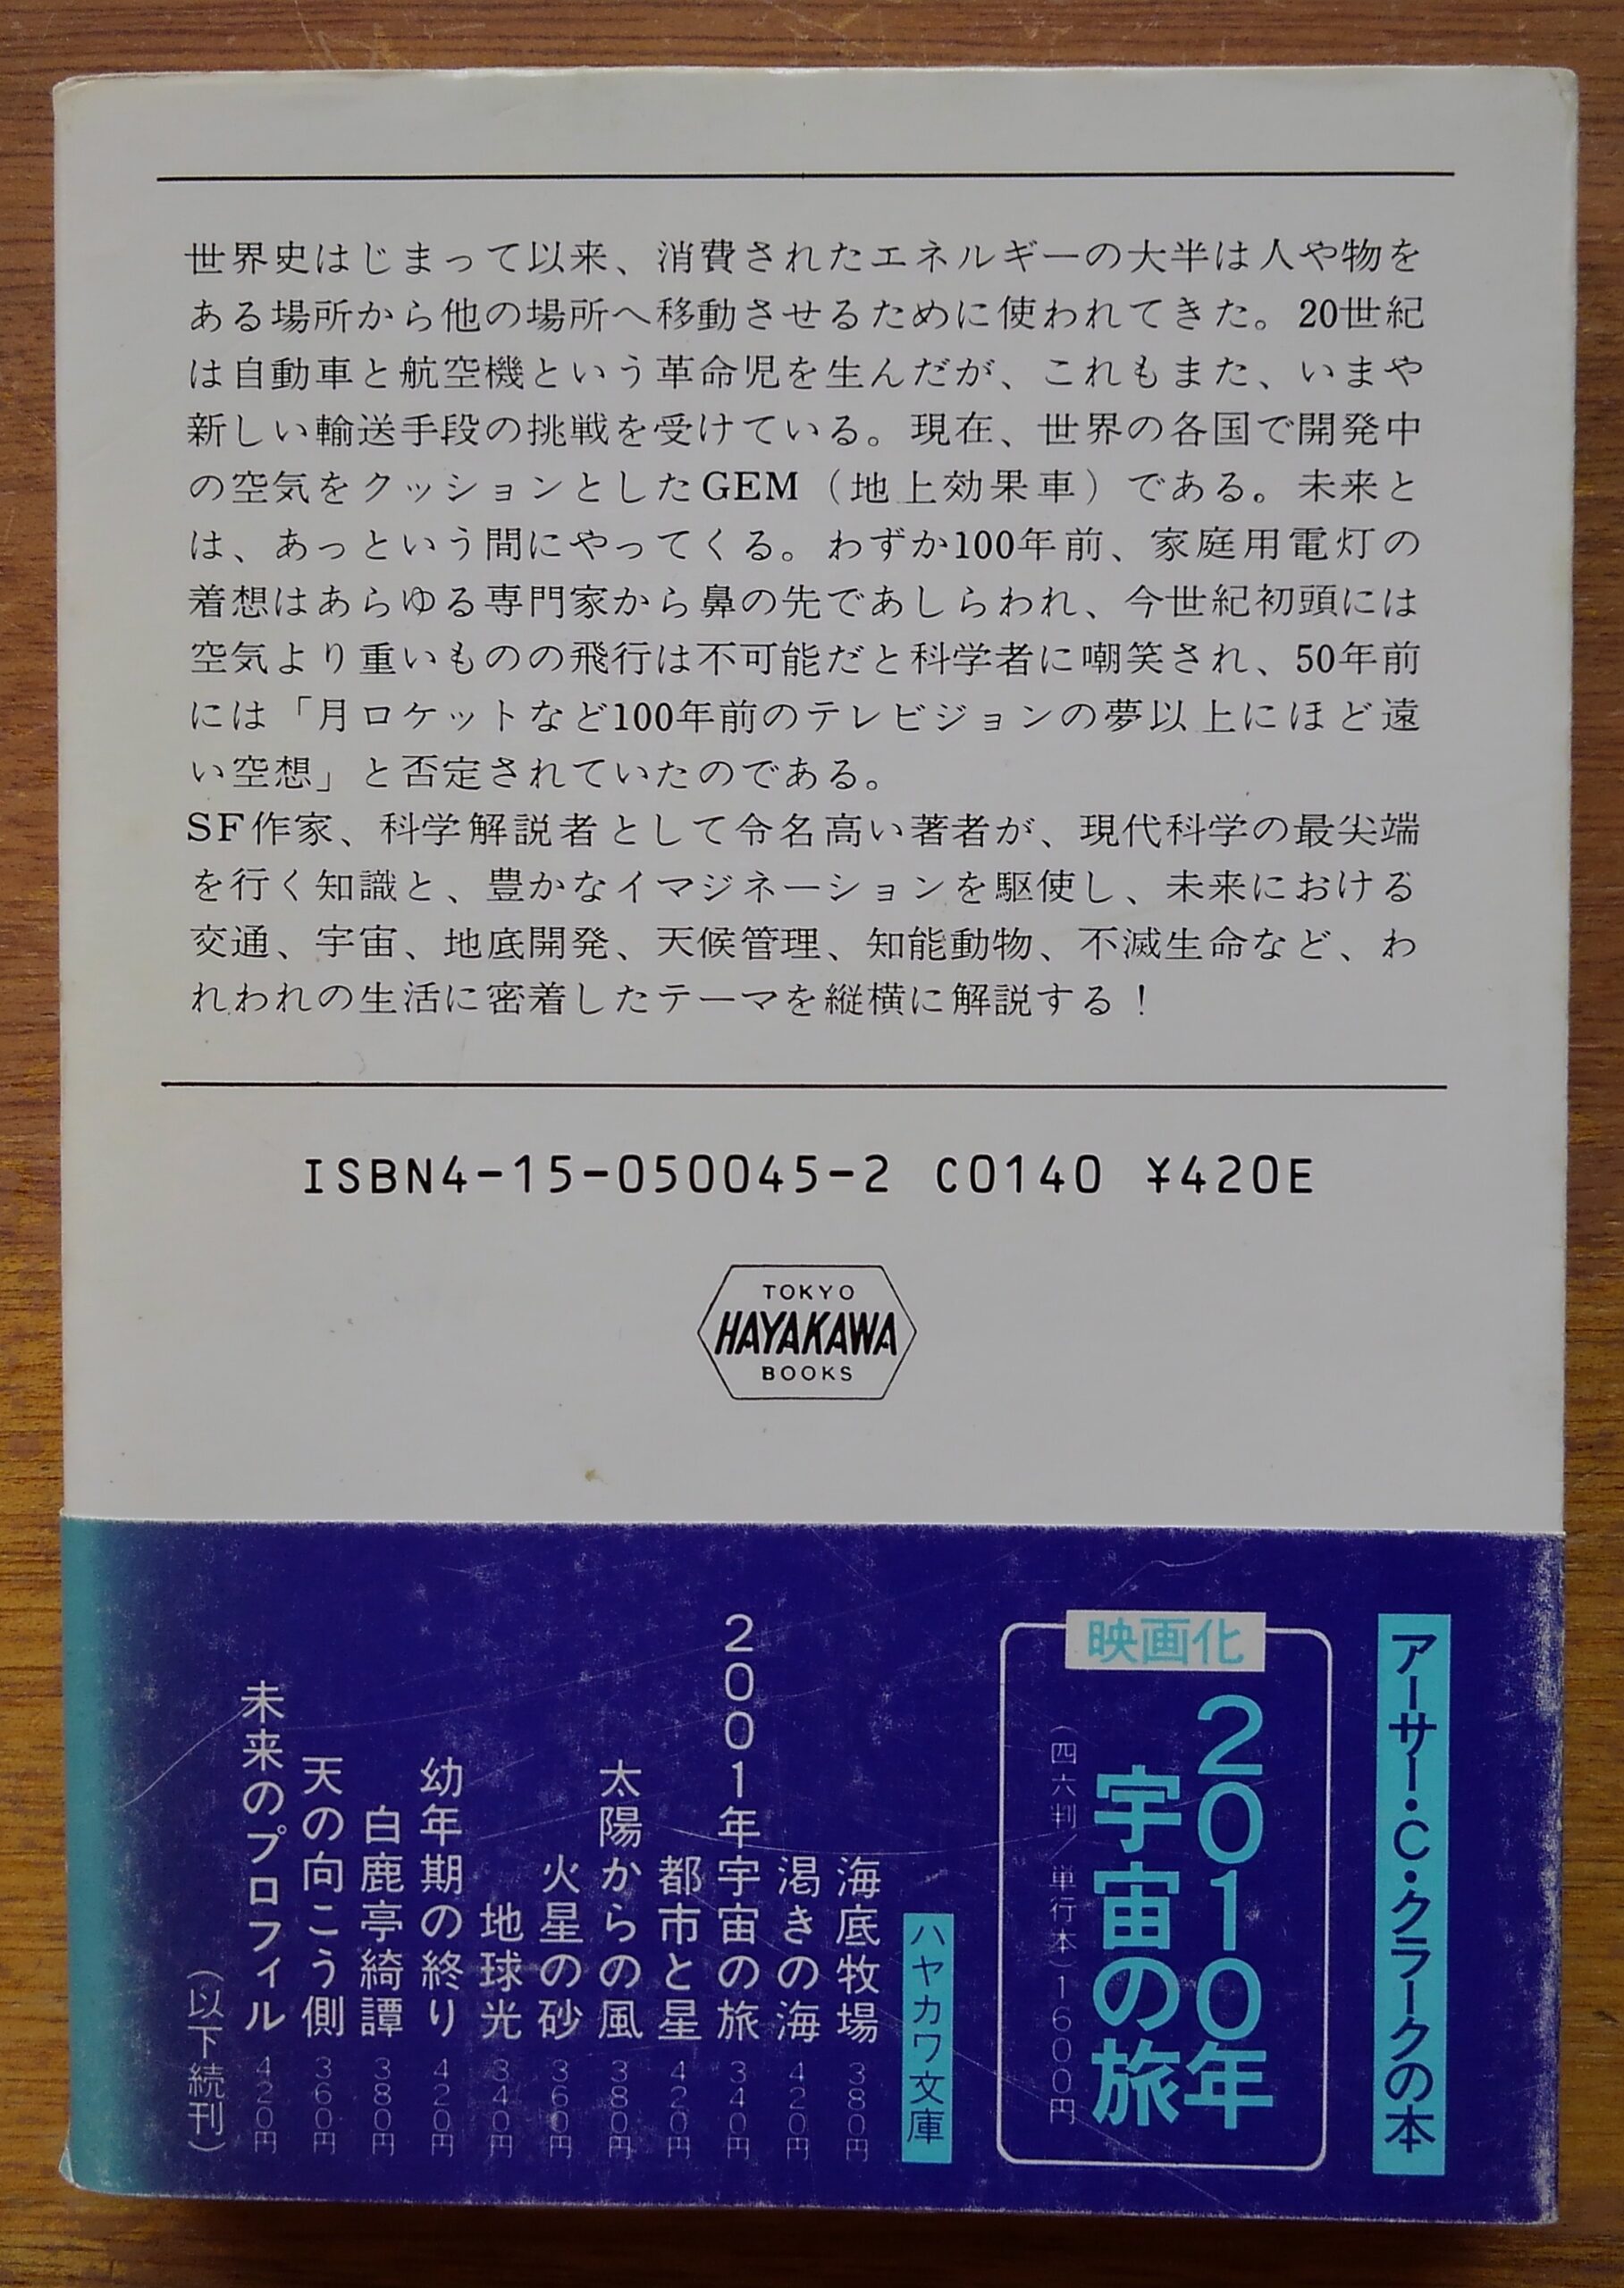 世界史はじまって以来、消費されたエネルギーの大半は人や物を
ある場所から他の場所へ移動させるために使われてきた。20世紀
は自動車と航空機という革命児を生んだが、これもまた、いまや
新しい輸送手段の挑戦を受けている。現在、世界の各国で開発中
の空気をクッションとしたGEM（地上効果車）である。未来と
は、あっという間にやってくる。わずか100年前、家庭用電灯の
着想はあらゆる専門家から鼻の先であしらわれ、今世紀初頭には
空気より重いものの飛行は不可能だと科学者に嘲笑され、50年前
には「月ロケットなど100年前のテレビジョンの夢以上にほど遠
い空想」と否定されていたのである。
SF作家、科学解説者として令名高い著者が、現代科学の最尖端
を行く知識と、豊かなイマジネーションを駆使し、未来における
交通、宇宙、地底開発、天候管理、知能動物、不滅生命など、わ
れわれの生活に密着したテーマを縦横に解説する！
ISBN4-15-050045-2 C0140 ¥420E
TOKYO
HAYAKAWA
BOOKS
アーサー・C・クラークの本
映画化
2010年
宇宙の旅
（四六判／単行本）1600円
ハヤカワ文庫
海底牧場 380円
渇きの海 420円
2001年宇宙の旅 340円
都市と星 420円
太陽からの風 380円
火星の砂 360円
地球光 340円
幼年期の終り 420円
白鹿亭綺譚 380円
天の向こう側 360円
未来のプロフィル 420円
（以下続刊）